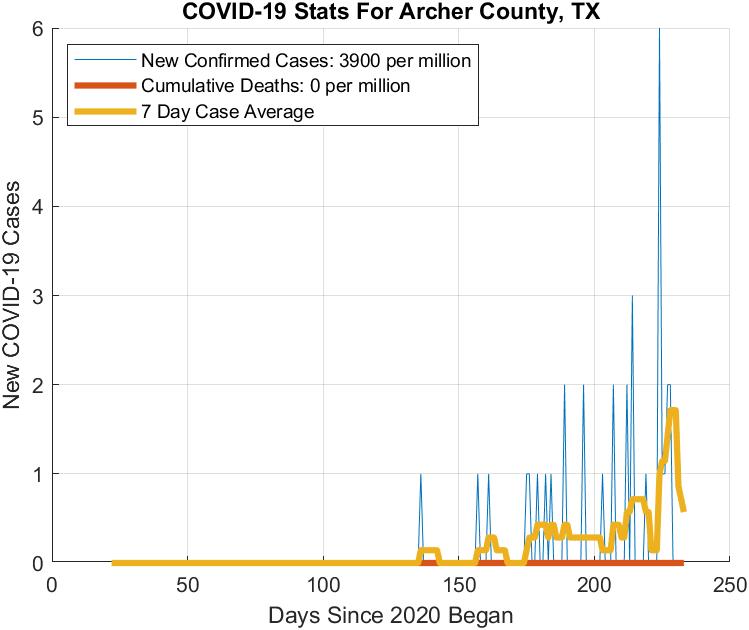 COVID-19 Stats For Archer County, TX
New Confirmed Cases: 3900 per million
Cumulative Deaths: 0 per million
7 Day Case Average
New COVID-19 Cases
6
5
4
3
2
1
0
0 50 100 150 200 250
Days Since 2020 Began